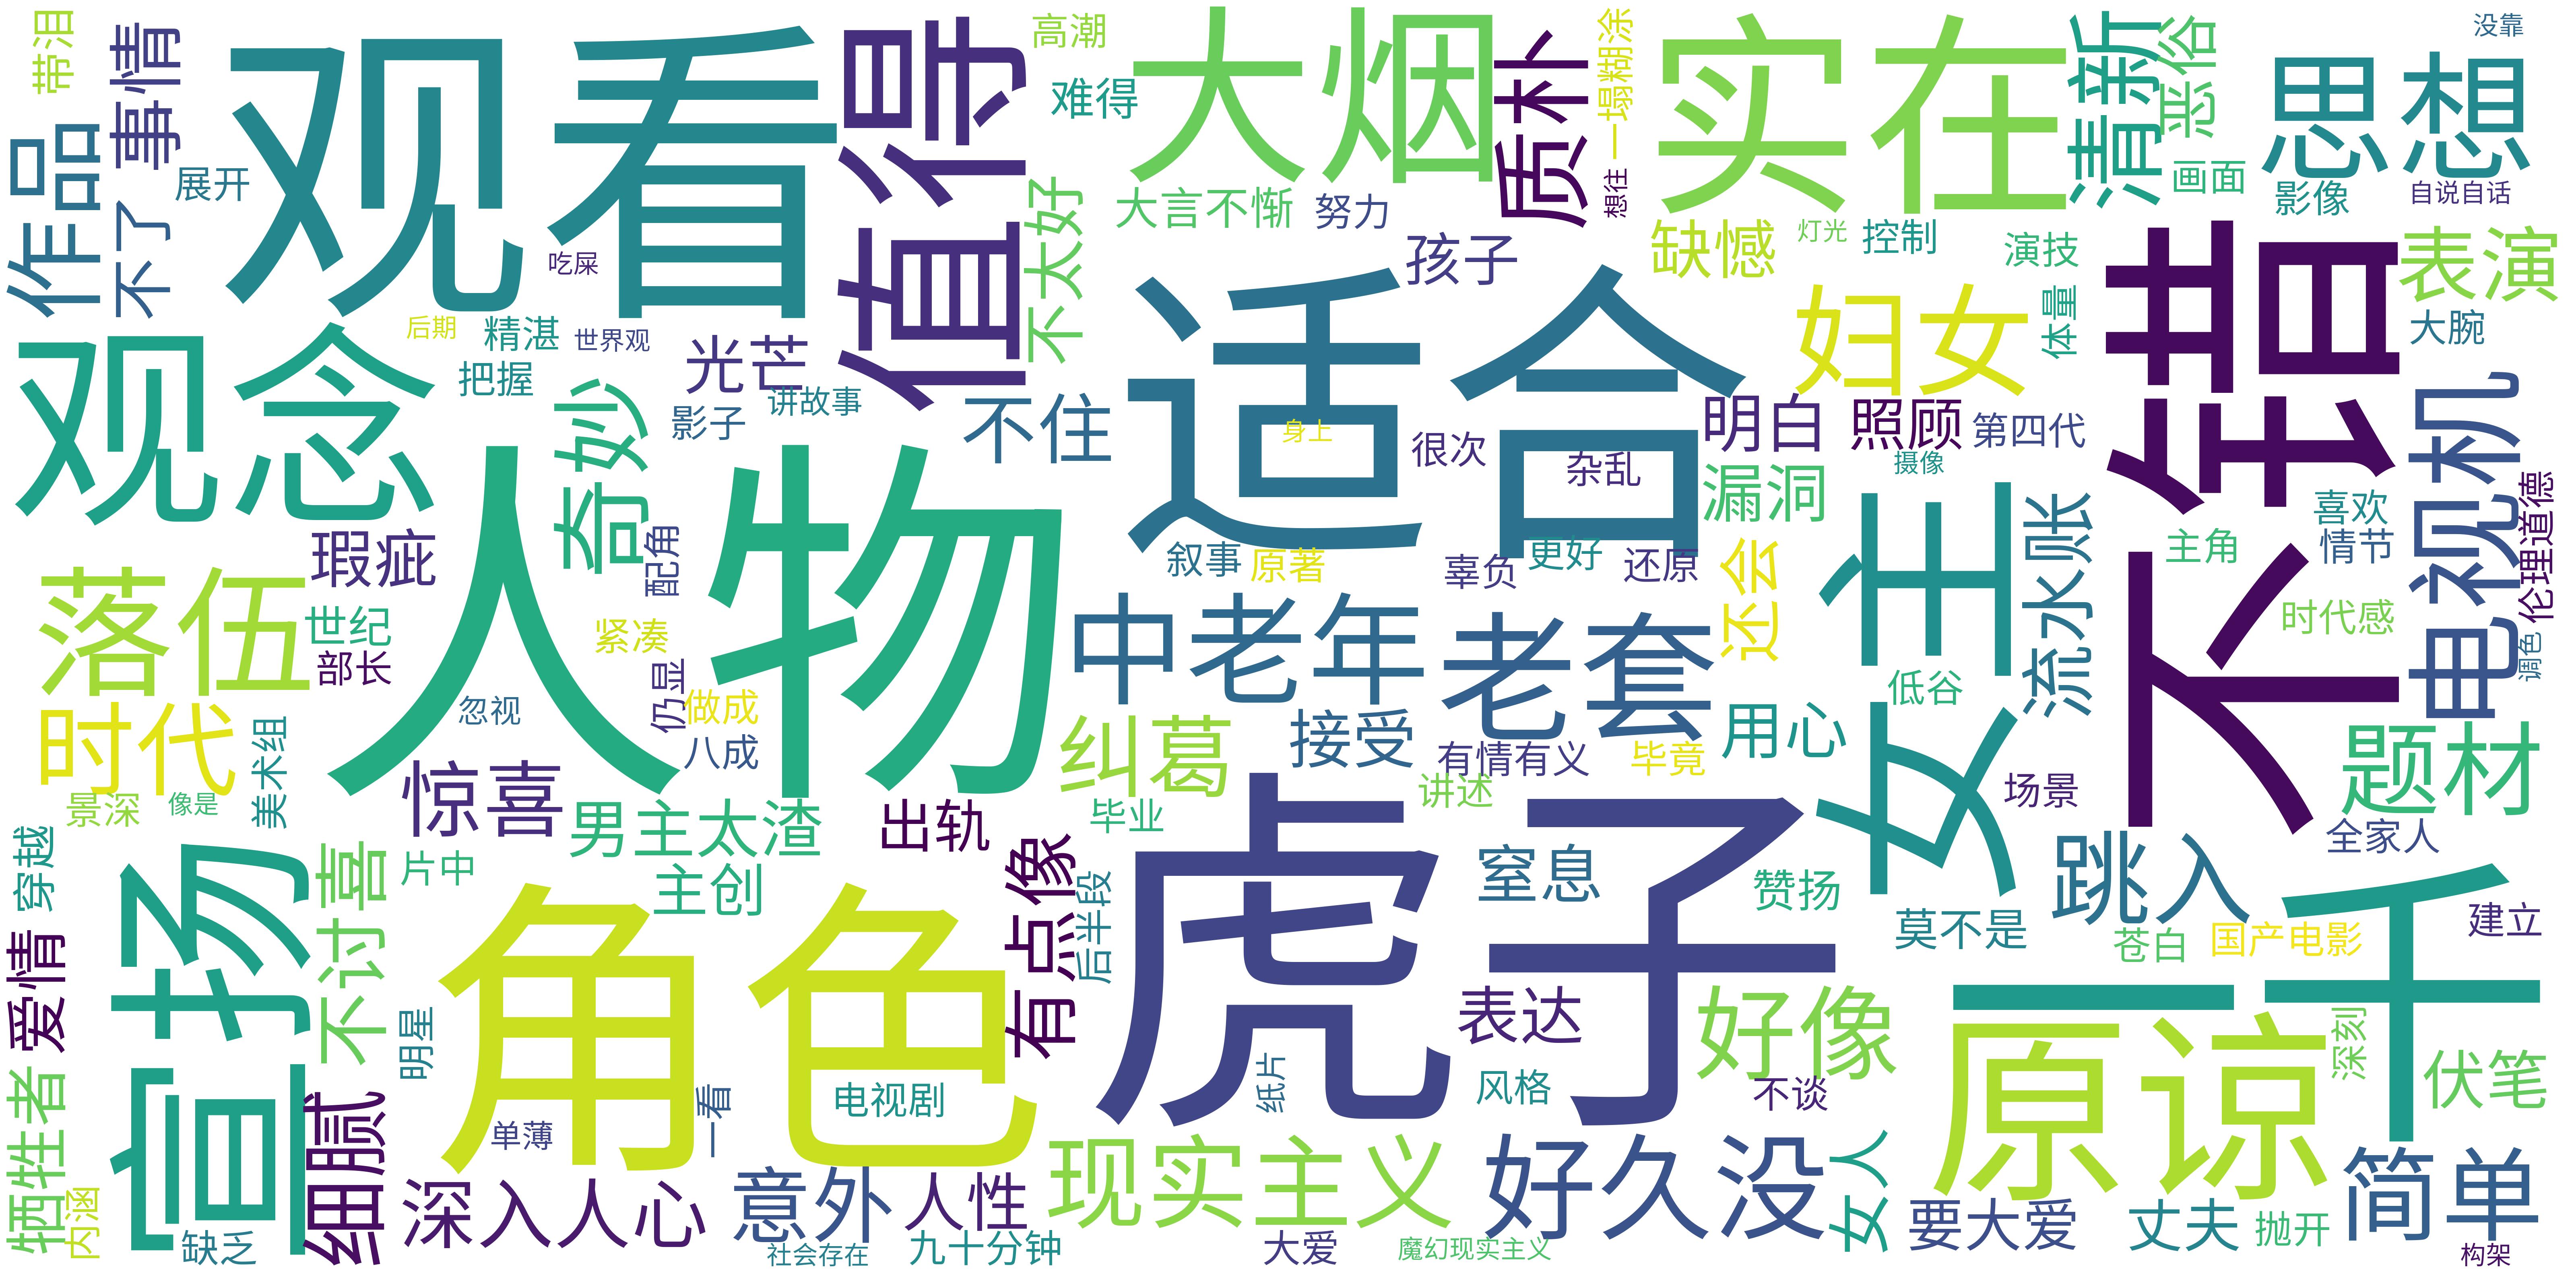 带泪
事情
观看
值得
高潮
大烟
质朴
一塌糊涂
实在
清新
恶俗
思想
没靠
作品
不了
展开
难得
大言不惭
努力
想往
画面
影像
自说自话
吃屎
不太好
孩子
缺憾
灯光
控制
演技
不错
表演
观念
后期
精湛
世界观
把握
光芒
影子
讲故事
适合
妇女
体量
大腕
奇妙
不住
身上
很次
杂乱
明白
照顾
第四代
摄像
电视机
人物
瑕疵
配角
叙事
原著
辜负
更好
还原
漏洞
还会
女主
流水账
主角
喜欢
情节
伦理道德
落伍
世纪
部长
紧凑
仍显
中老年
老套
低谷
时代感
调色
时代
忽视
做成
八成
纠葛
接受
有情有义
毕竟
用心
题材
景深
像是
美术组
惊喜
男主太渣
出轨
毕业
讲述
场景
全家人
穿越
宣扬
不讨喜
片中
主创
有点像
后半段
虎子
窒息
赞扬
莫不是
跳入
苍白
国产电影
建立
爱情
明星
角色
表达
好像
一千
原谅
深刻
伏笔
牺牲者
细腻
单薄
一看
电视剧
纸片
风格
不谈
内涵
缺乏
深入人心
意外
人性
现实主义
好久没
女人
要大爱
丈夫
抛开
简单
社会存在
九十分钟
大爱
魔幻现实主义
构架